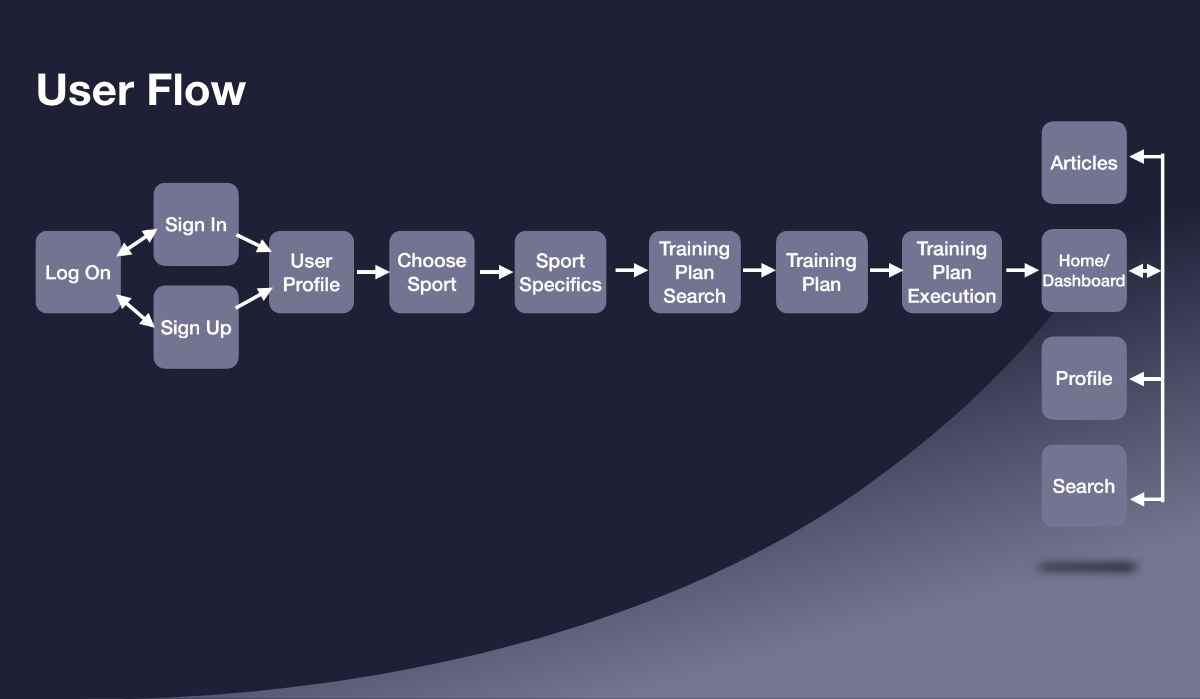 User Flow
Log On
Sign In
Sign Up
User
Profile
Choose
Sport
Sport
Specifics
Training
Plan
Search
Training
Plan
Training
Plan
Execution
Articles
Home/
Dashboard
Profile
Search